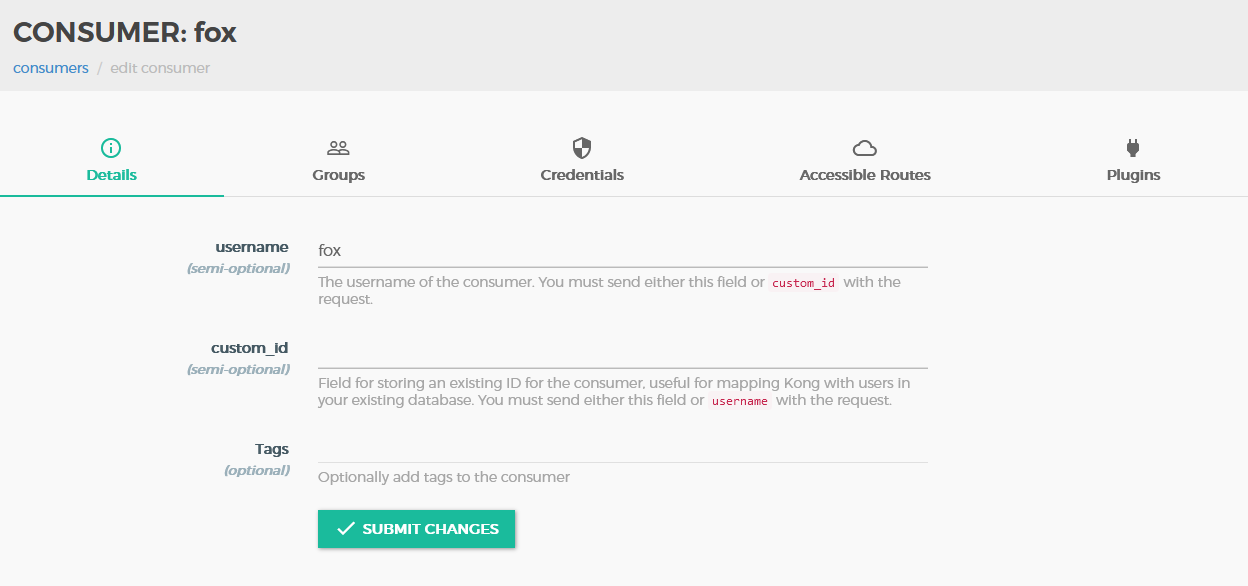 CONSUMER: fox
consumers / edit consumer
Details
Groups
Credentials
Accessible Routes
Plugins
username
(semi-optional)
fox
The username of the consumer. You must send either this field or custom_id with the
request.
custom_id
(semi-optional)
Field for storing an existing ID for the consumer, useful for mapping Kong with users in
your existing database. You must send either this field or username with the request.
Tags
(optional)
Optionally add tags to the consumer
SUBMIT CHANGES